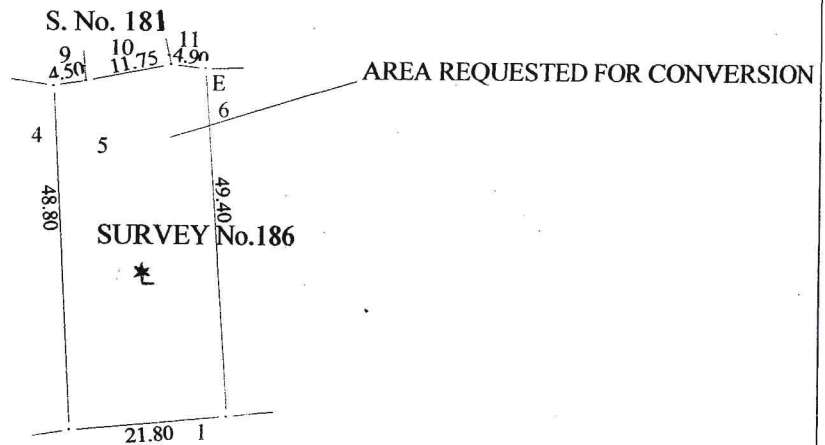 S. No. 181
9 10 11
4.50 11.75 4.90
AREA REQUESTED FOR CONVERSION
E
6
4
5
48.80
49.40
SURVEY No.186
21.80 1